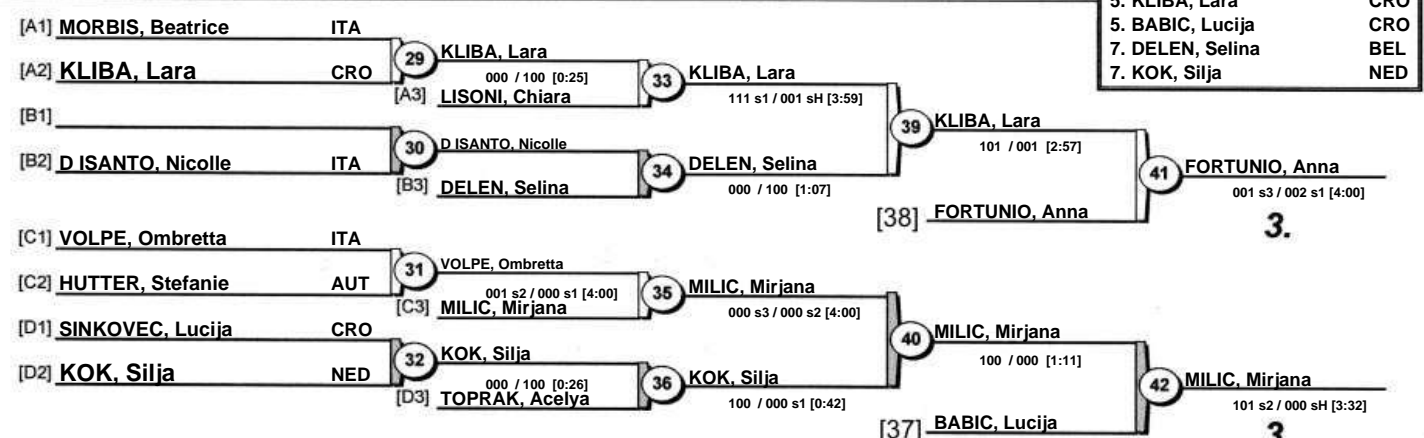 5. KLIBA, Lara CRO
5. BABIC, Lucija CRO
7. DELEN, Selina BEL
7. KOK, Silja NED
[A1] MORBIS, Beatrice ITA
29 KLIBA, Lara
000 / 100 [0:25]
[A2] KLIBA, Lara CRO
[A3] LISONI, Chiara
33 KLIBA, Lara
111 s1 / 001 sH [3:59]
[B1]
30 D ISANTO, Nicolle
[B2] D ISANTO, Nicolle ITA
[B3] DELEN, Selina
34 DELEN, Selina
000 / 100 [1:07]
39 KLIBA, Lara
101 / 001 [2:57]
[38] FORTUNIO, Anna
41 FORTUNIO, Anna
001 s3 / 002 s1 [4:00]
3.
[C1] VOLPE, Ombretta ITA
31 VOLPE, Ombretta
001 s2 / 000 s1 [4:00]
[C2] HUTTER, Stefanie AUT
[C3] MILIC, Mirjana
35 MILIC, Mirjana
000 s3 / 000 s2 [4:00]
[D1] SINKOVEC, Lucija CRO
32 KOK, Silja
000 / 100 [0:26]
[D2] KOK, Silja NED
[D3] TOPRAK, Acelya
36 KOK, Silja
100 / 000 s1 [0:42]
40 MILIC, Mirjana
100 / 000 [1:11]
[37] BABIC, Lucija
42 MILIC, Mirjana
101 s2 / 000 sH [3:32]
3